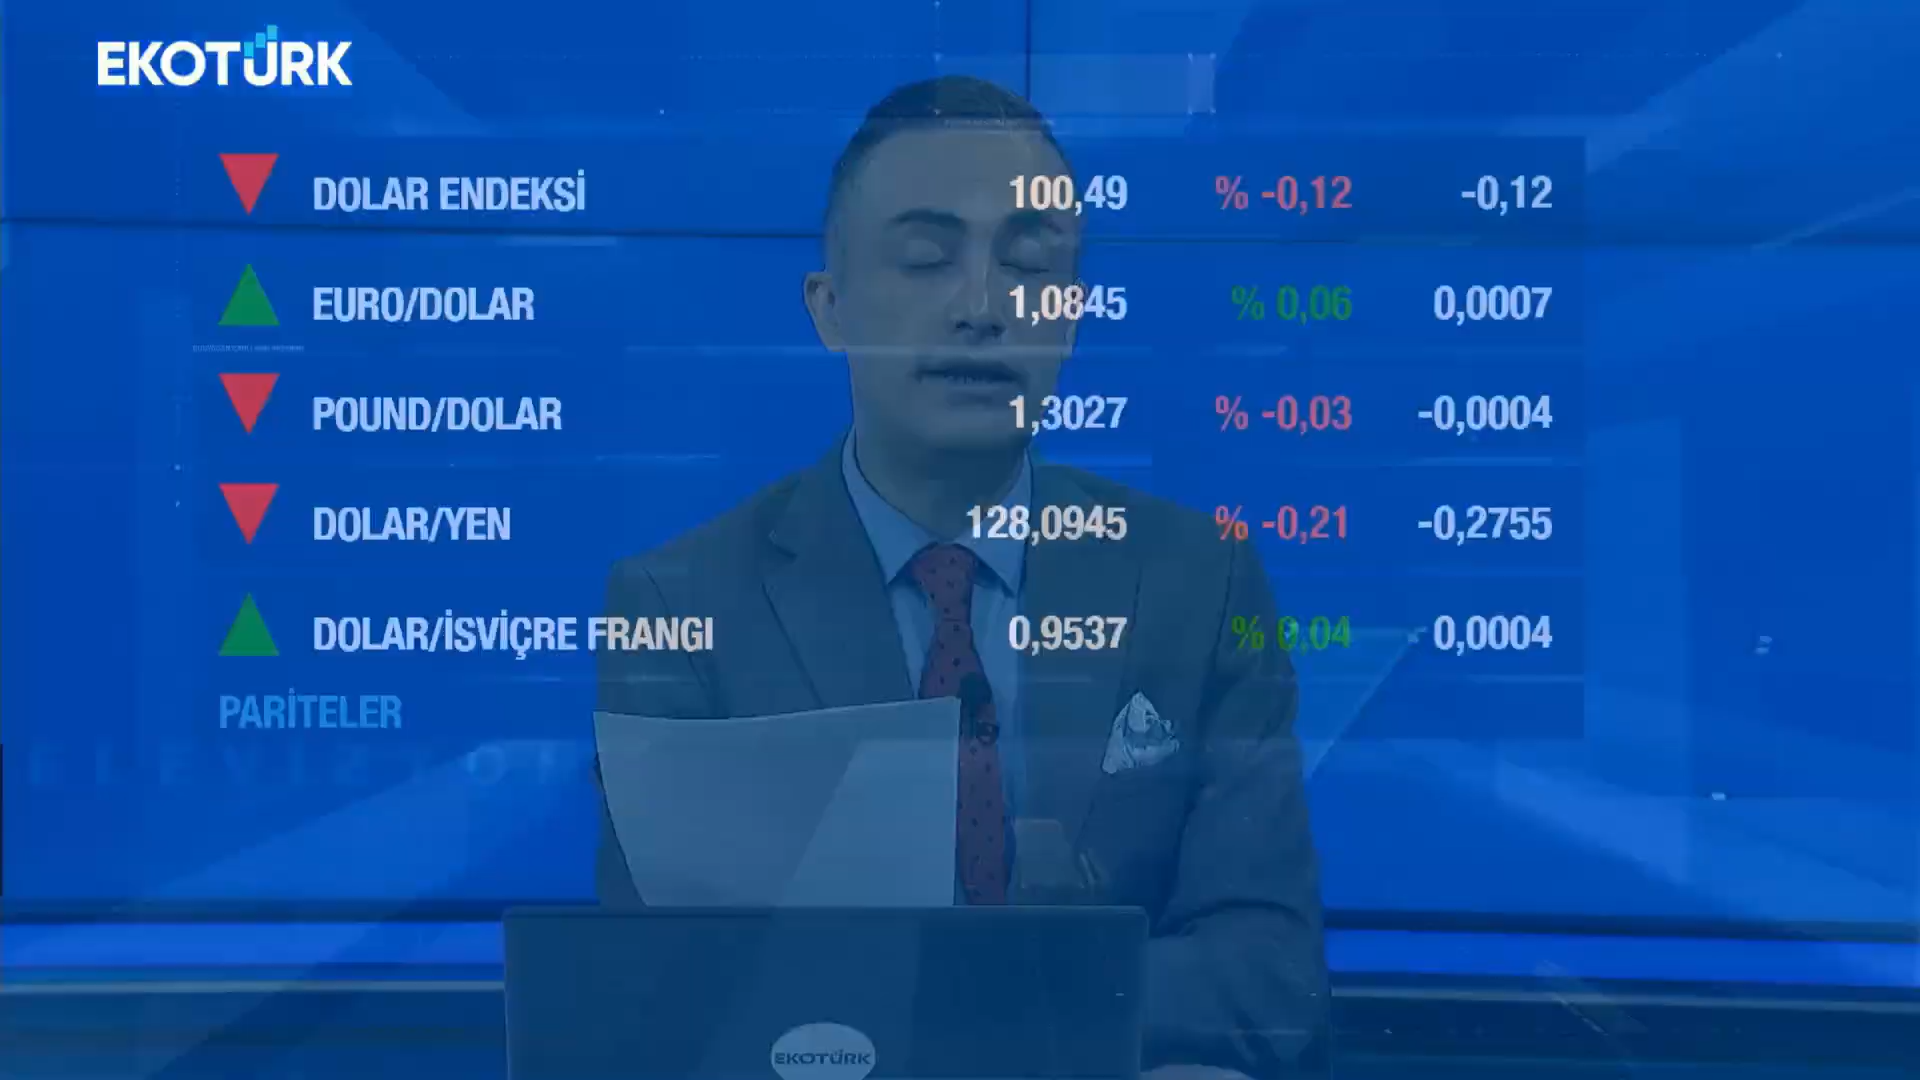 EKOTÜRK
DOLAR ENDEKSİ 100,49 % -0,12 -0,12
EURO/DOLAR 1,0845 % 0,06 0,0007
POUND/DOLAR 1,3027 % -0,03 -0,0004
DOLAR/YEN 128,0945 % -0,21 -0,2755
DOLAR/İSVİÇRE FRANGI 0,9537 % 0,04 0,0004
PARİTELER
EKOTÜRK